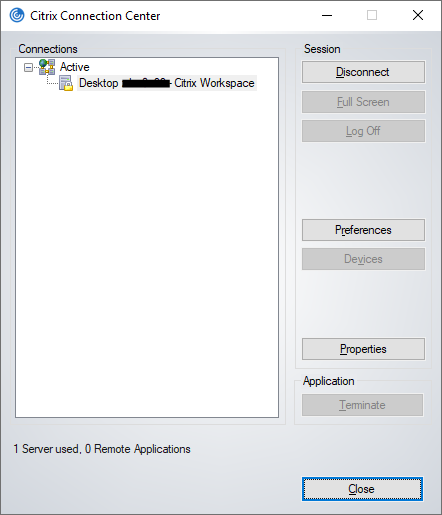 Citrix Connection Center
Connections
Active
Desktop - Citrix Workspace
Session
Disconnect
Full Screen
Log Off
Preferences
Devices
Properties
Application
Terminate
1 Server used, 0 Remote Applications
Close